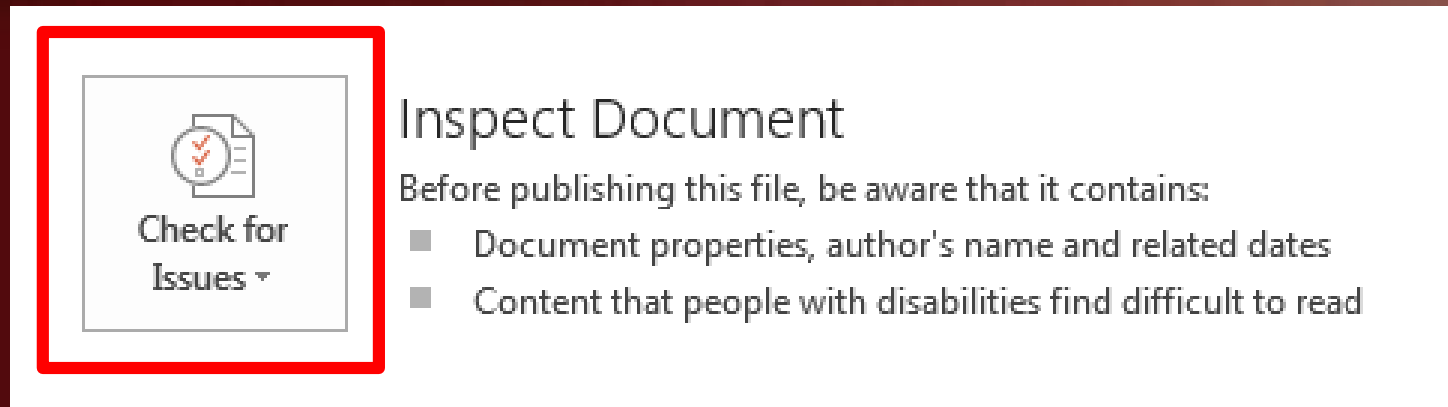 Check for
Issues
Inspect Document
Before publishing this file, be aware that it contains:
Document properties, author's name and related dates
Content that people with disabilities find difficult to read